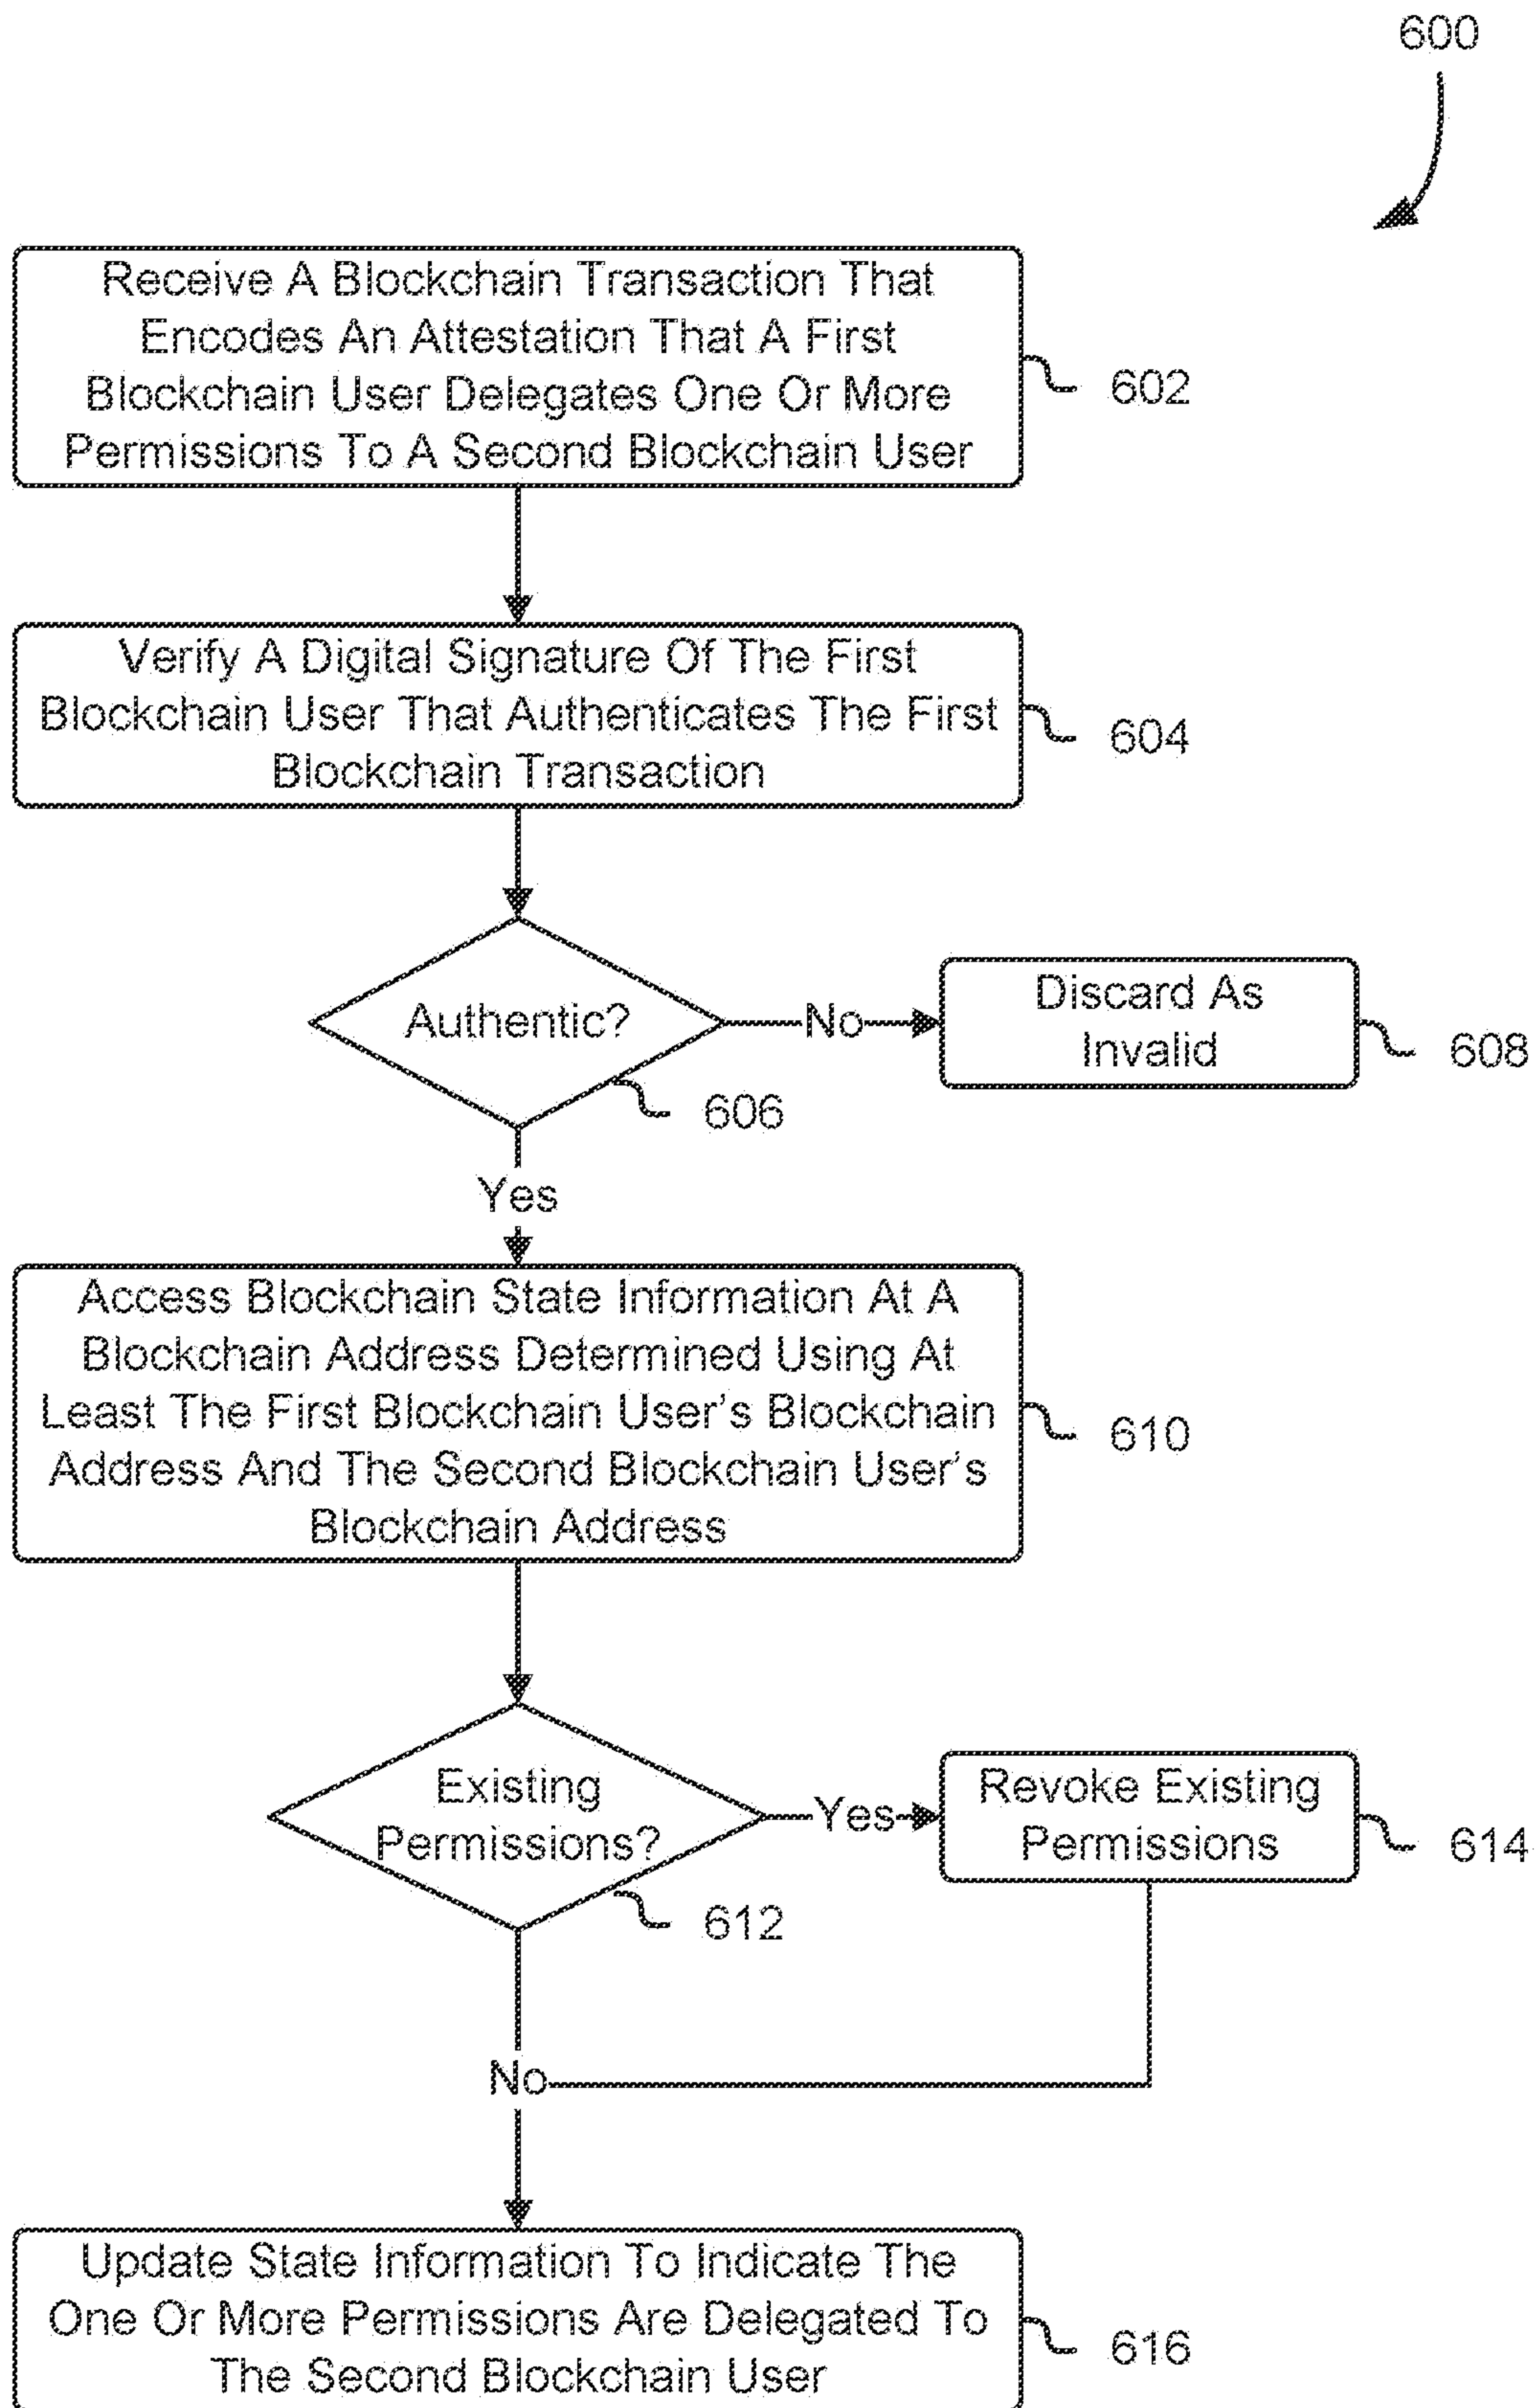 600
Receive A Blockchain Transaction That
Encodes An Attestation That A First
Blockchain User Delegates One Or More
Permissions To A Second Blockchain User
602
Verify A Digital Signature Of The First
Blockchain User That Authenticates The First
Blockchain Transaction
604
Authentic?
No
Discard As
Invalid
608
606
Yes
Access Blockchain State Information At A
Blockchain Address Determined Using At
Least The First Blockchain User's Blockchain
Address And The Second Blockchain User's
Blockchain Address
610
Existing
Permissions?
Yes
Revoke Existing
Permissions
614
612
No
Update State Information To Indicate The
One Or More Permissions Are Delegated To
The Second Blockchain User
616